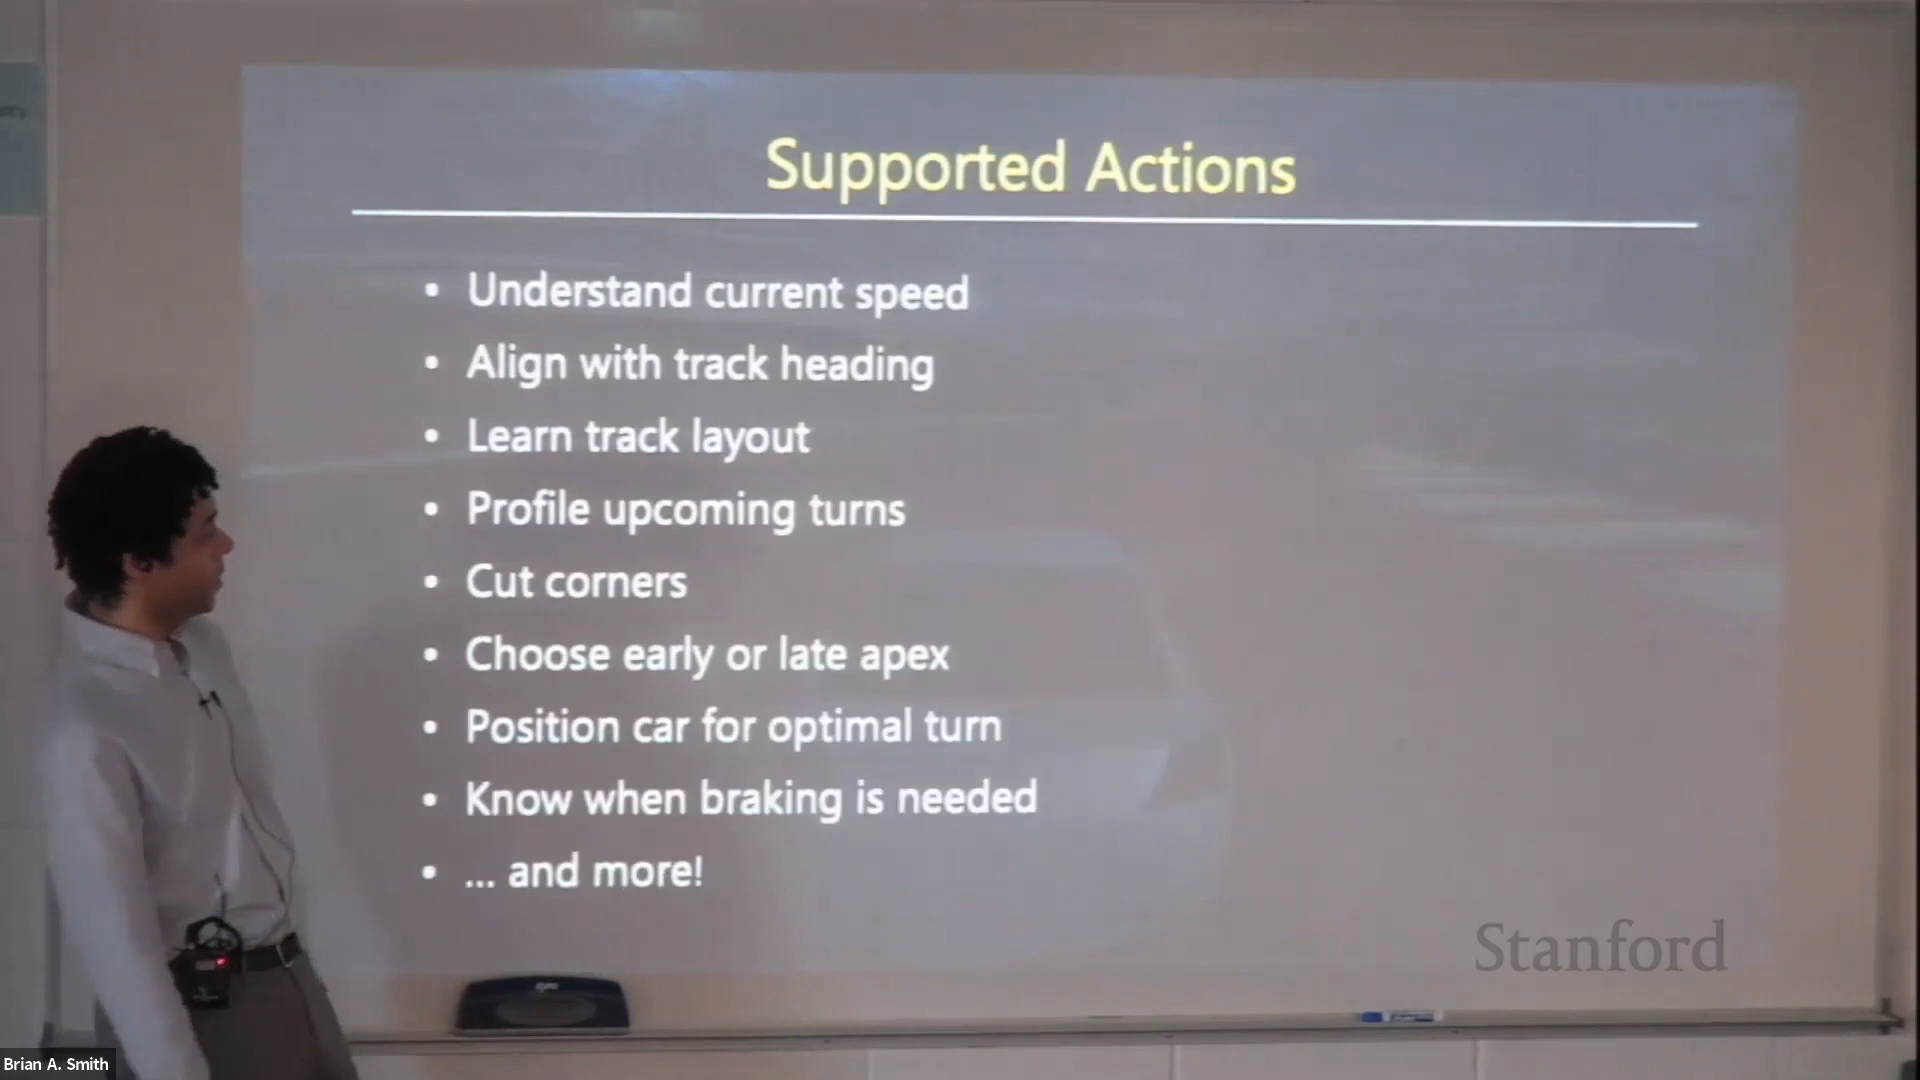 Supported Actions
• Understand current speed
• Align with track heading
• Learn track layout
• Profile upcoming turns
• Cut corners
• Choose early or late apex
• Position car for optimal turn
• Know when braking is needed
• ... and more!
Stanford
Brian A. Smith